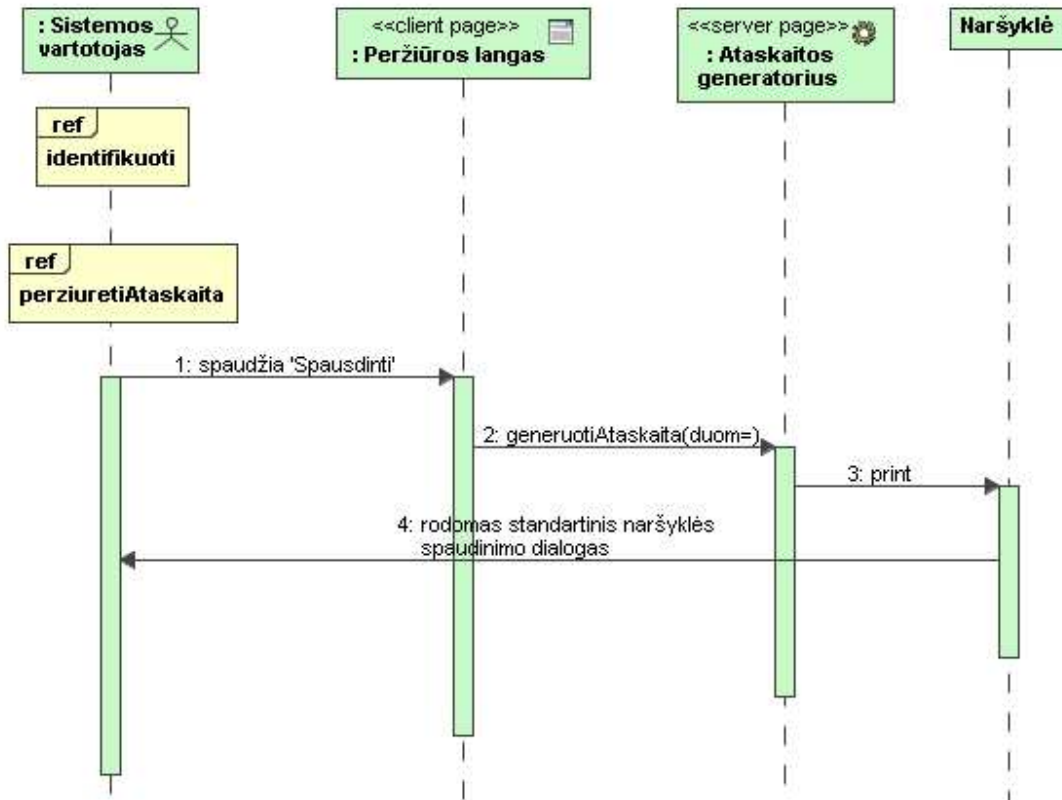 : Sistemos
vartotojas
<<client page>>
: Peržiūros langas
<<server page>>
: Ataskaitos
generatorius
Naršyklė
ref
identifikuoti
ref
perziuretiAtaskaita
1: spaudžia 'Spausdinti'
2: generuotiAtaskaita(duom=)
3: print
4: rodomas standartinis naršyklės
spaudinimo dialogas